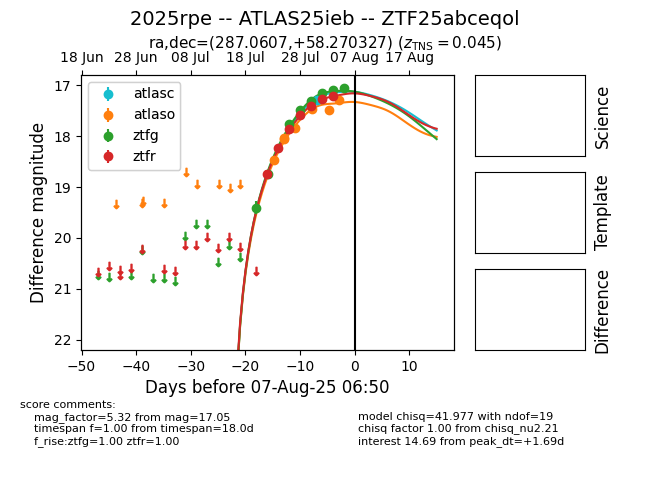 2025rpe -- ATLAS25ieb -- ZTF25abceqol
ra,dec=(287.0607,+58.270327) (z_TNS = 0.045)
18 Jun 28 Jun 08 Jul 18 Jul 28 Jul 07 Aug 17 Aug
17
18
19
20
21
22
Difference magnitude
atlasc
atlaso
ztfg
ztfr
−50 −40 −30 −20 −10 0 10
Days before 07-Aug-25 06:50
Science
Template
Difference
score comments:
mag_factor=5.32 from mag=17.05
timespan f=1.00 from timespan=18.0d
f_rise:ztfg=1.00 ztfr=1.00
model chisq=41.977 with ndof=19
chisq factor 1.00 from chisq_nu2.21
interest 14.69 from peak_dt=+1.69d